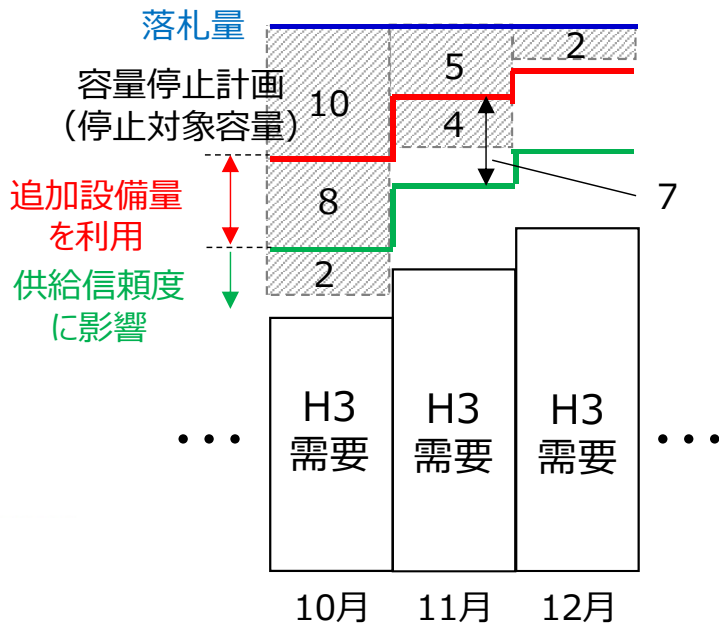 落札量
容量停止計画
（停止対象容量）
追加設備量
を利用
供給信頼度
に影響
10
8
2
5
4
2
7
H3
需要
H3
需要
H3
需要
・・・
・・・
10月
11月
12月